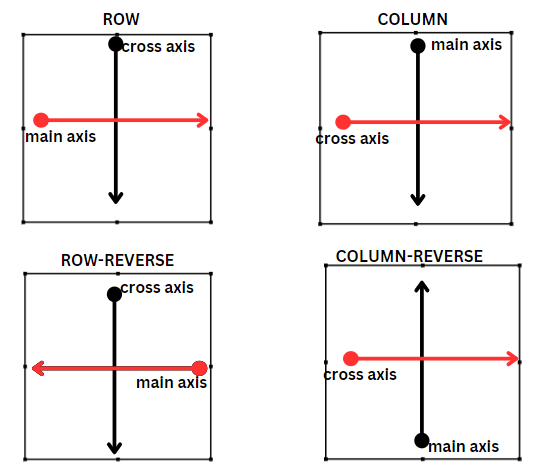 ROW
cross axis
main axis
COLUMN
main axis
cross axis
ROW-REVERSE
cross axis
main axis
COLUMN-REVERSE
cross axis
main axis